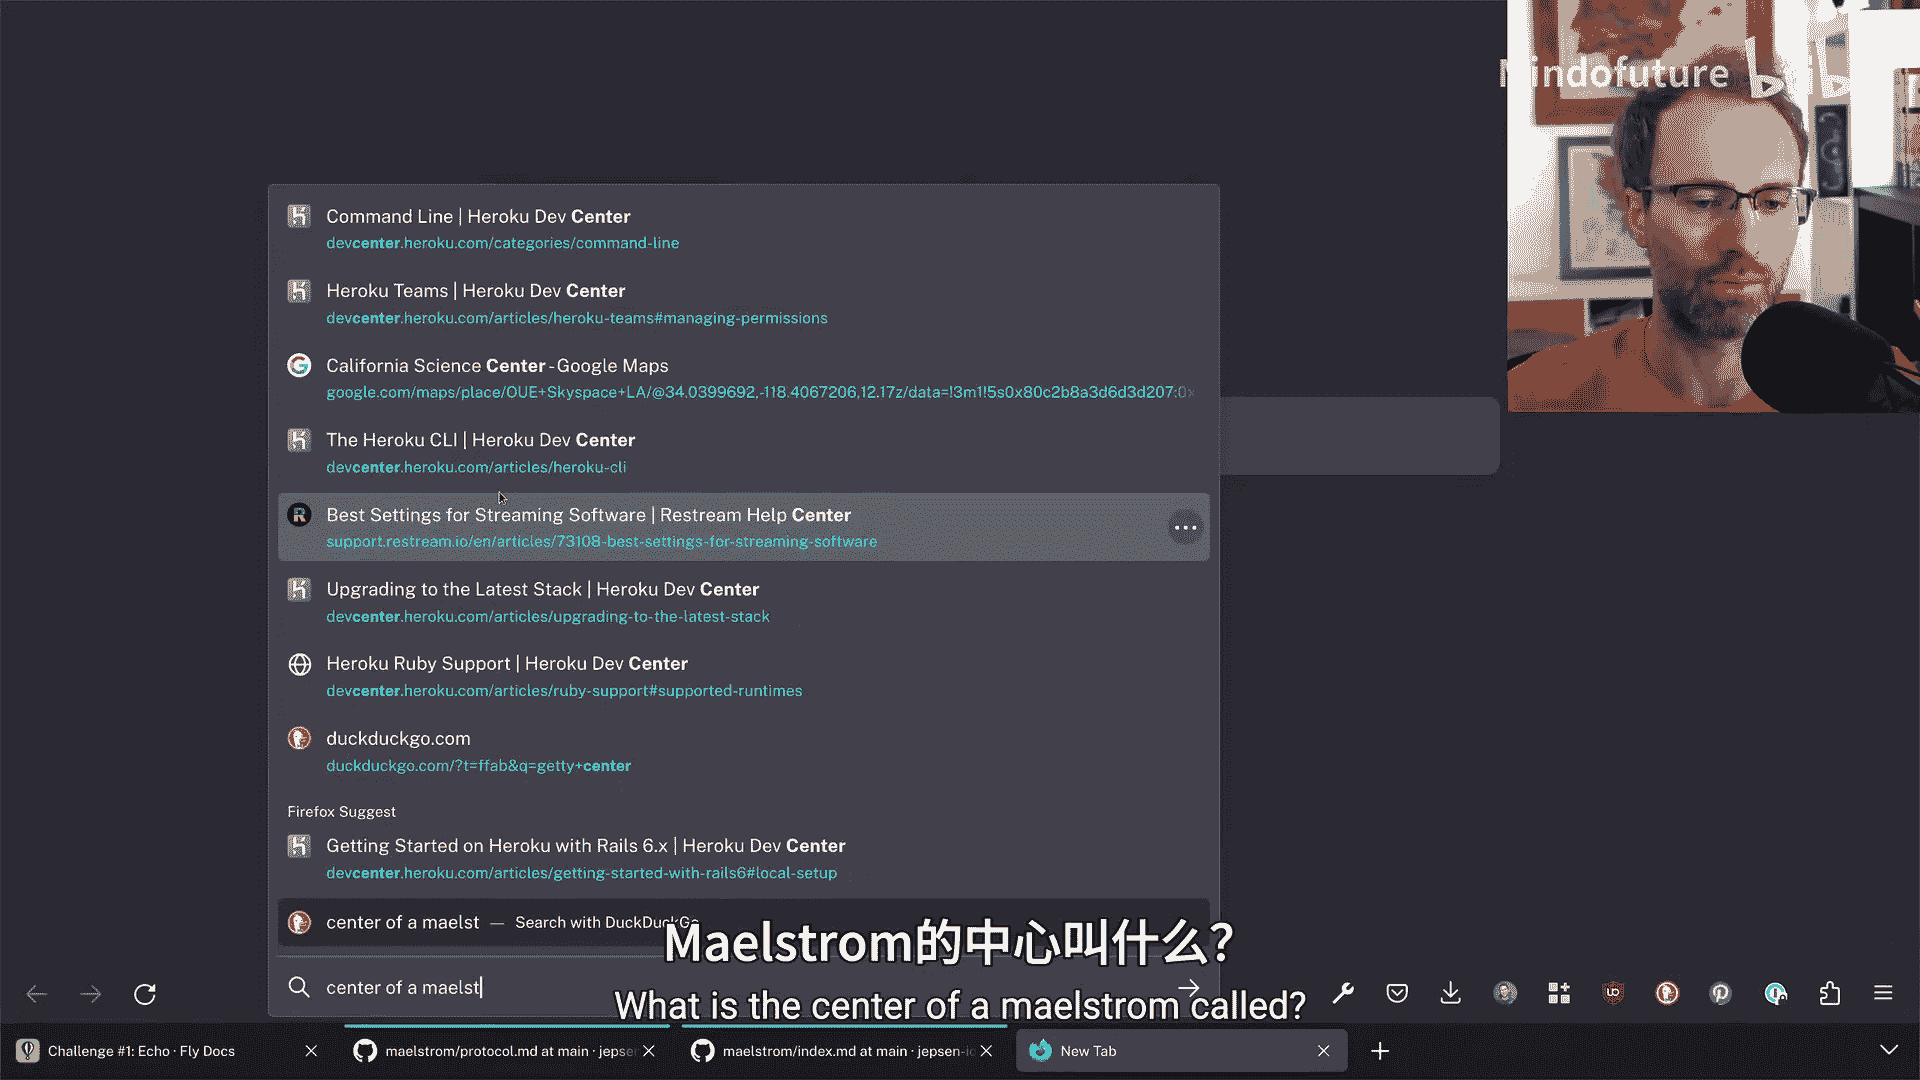 Mindofuture bilibili
Command Line | Heroku Dev Center
devcenter.heroku.com/categories/command-line
Heroku Teams | Heroku Dev Center
devcenter.heroku.com/articles/heroku-teams#managing-permissions
California Science Center - Google Maps
google.com/maps/place/OUE+Skyspace+LA/@34.0399692,-118.4067206,12.17z/data=!3m1!5s0x80c2b8a3d6d3d207:0x
The Heroku CLI | Heroku Dev Center
devcenter.heroku.com/articles/heroku-cli
Best Settings for Streaming Software | Restream Help Center
support.restream.io/en/articles/73108-best-settings-for-streaming-software
Upgrading to the Latest Stack | Heroku Dev Center
devcenter.heroku.com/articles/upgrading-to-the-latest-stack
Heroku Ruby Support | Heroku Dev Center
devcenter.heroku.com/articles/ruby-support#supported-runtimes
duckduckgo.com
duckduckgo.com/?t=ffab&q=getty+center
Firefox Suggest
Getting Started on Heroku with Rails 6.x | Heroku Dev Center
devcenter.heroku.com/articles/getting-started-with-rails6#local-setup
center of a maelst — Search with DuckDuckGo
Maelstrom的中心叫什么?
center of a maelst
What is the center of a maelstrom called?
Challenge #1: Echo · Fly Docs
maelstrom/protocol.md at main · jepse
maelstrom/index.md at main · jepsen-io
New Tab